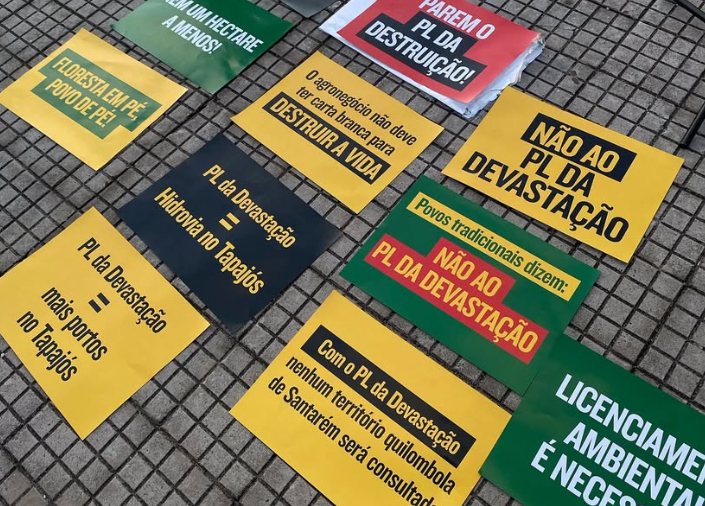 NEM UM HECTARE
A MENOS!
PAREM O
PL DA
DESTRUIÇÃO!
FLORESTA EM PÉ,
POVO DE PÉ!
O agronegócio não deve
ter carta branca para
DESTRUIR A VIDA
NÃO AO
PL DA
DEVASTAÇÃO
PL da Devastação
=
Hidrovia no Tapajós
Povos tradicionais dizem:
NÃO AO
PL DA DEVASTAÇÃO
PL da Devastação
=
mais portos
no Tapajós
Com o PL da Devastação
nenhum território quilombola
de Santarém será
consultado
LICENCIAMEN
AMBIENTA
É NECES